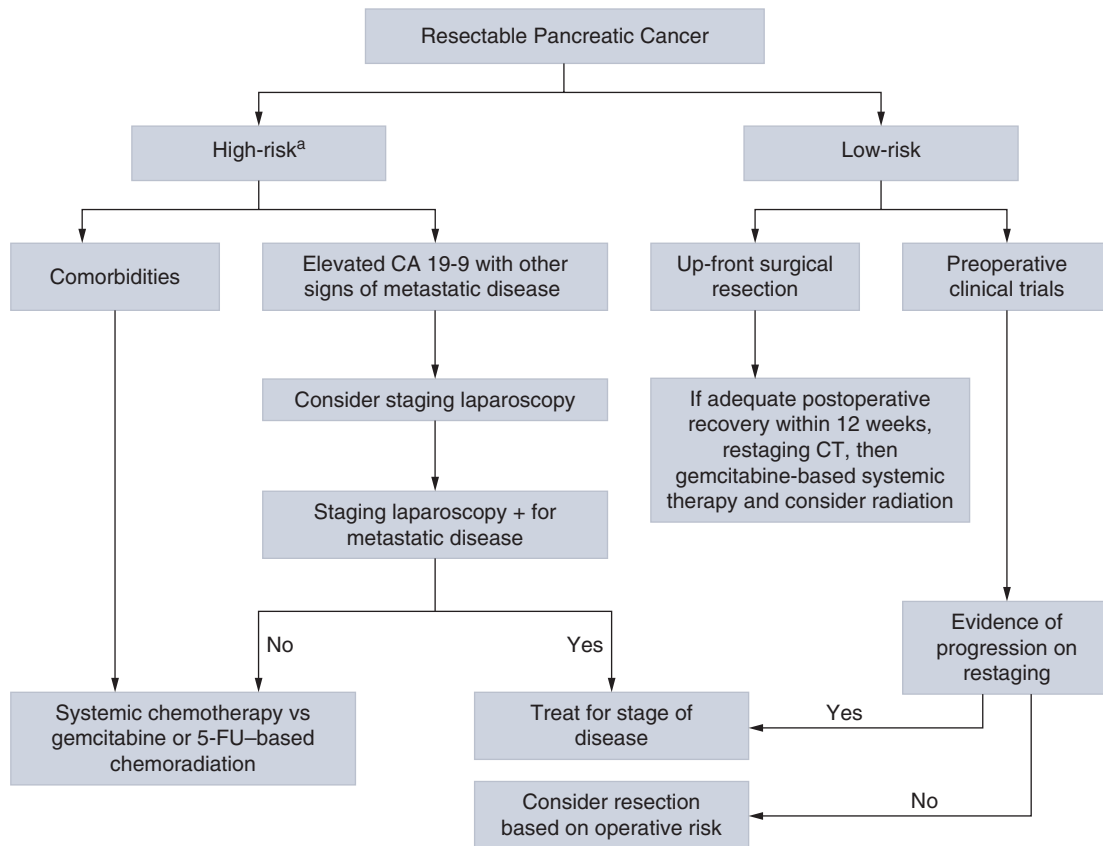 Resectable Pancreatic Cancer
High-riskᵃ
Low-risk
Comorbidities
Elevated CA 19-9 with other
signs of metastatic disease
Up-front surgical
resection
Preoperative
clinical trials
Consider staging laparoscopy
If adequate postoperative
recovery within 12 weeks,
restaging CT, then
gemcitabine-based systemic
therapy and consider radiation
Staging laparoscopy + for
metastatic disease
No
Yes
Evidence of
progression on
restaging
Systemic chemotherapy vs
gemcitabine or 5-FU–based
chemoradiation
Treat for stage of
disease
Yes
Consider resection
based on operative risk
No